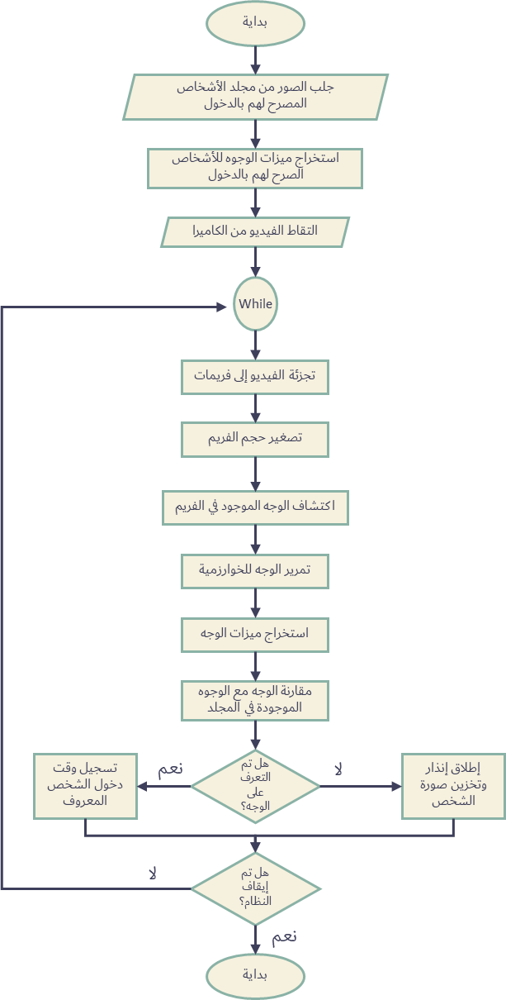 بداية
جلب الصور من مجلد الأشخاص
المصرح لهم بالدخول
استخراج ميزات الوجوه للأشخاص
الصرح لهم بالدخول
التقاط الفيديو من الكاميرا
While
تجزئة الفيديو إلى فريمات
تصغير حجم الفريم
اكتشاف الوجه الموجود في الفريم
تمرير الوجه للخوارزمية
استخراج ميزات الوجه
مقارنة الوجه مع الوجوه
الموجودة في المجلد
هل تم
التعرف
على
الوجه؟
لا
إطلاق إنذار
وتخزين صورة
الشخص
نعم
تسجيل وقت
دخول الشخص
المعروف
هل تم
إيقاف
النظام؟
لا
نعم
بداية